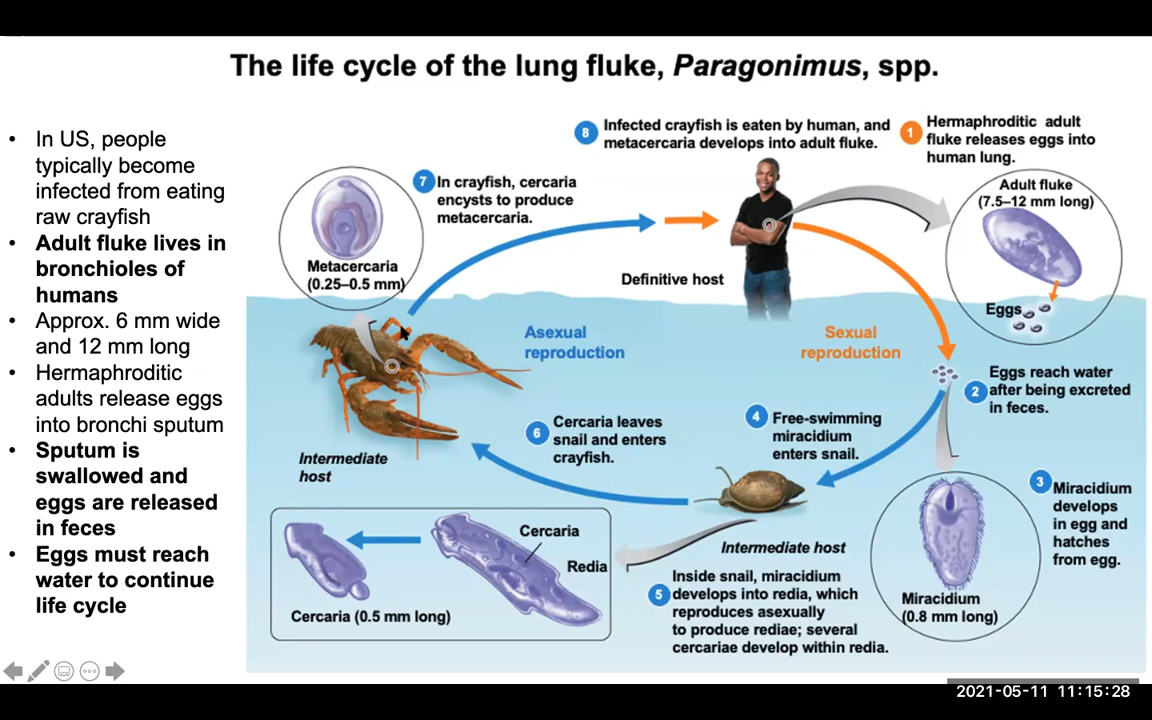 The life cycle of the lung fluke, Paragonimus, spp.
• In US, people
typically become
infected from eating
raw crayfish
• Adult fluke lives in
bronchioles of
humans
• Approx. 6 mm wide
and 12 mm long
• Hermaphroditic
adults release eggs
into bronchi sputum
• Sputum is
swallowed and
eggs are released
in feces
• Eggs must reach
water to continue
life cycle
8 Infected crayfish is eaten by human, and
metacercaria develops into adult fluke.
1 Hermaphroditic adult
fluke releases eggs into
human lung.
7 In crayfish, cercaria
encysts to produce
metacercaria.
Adult fluke
(7.5–12 mm long)
Metacercaria
(0.25–0.5 mm)
Definitive host
Eggs
Asexual
reproduction
Sexual
reproduction
2 Eggs reach water
after being excreted
in feces.
4 Free-swimming
miracidium
enters snail.
6 Cercaria leaves
snail and enters
crayfish.
Intermediate
host
3 Miracidium
develops
in egg and
hatches
from egg.
Cercaria
Redia
Intermediate host
Cercaria (0.5 mm long)
5 Inside snail, miracidium
develops into redia, which
reproduces asexually
to produce rediae; several
cercariae develop within redia.
Miracidium
(0.8 mm long)
2021-05-11 11:15:28